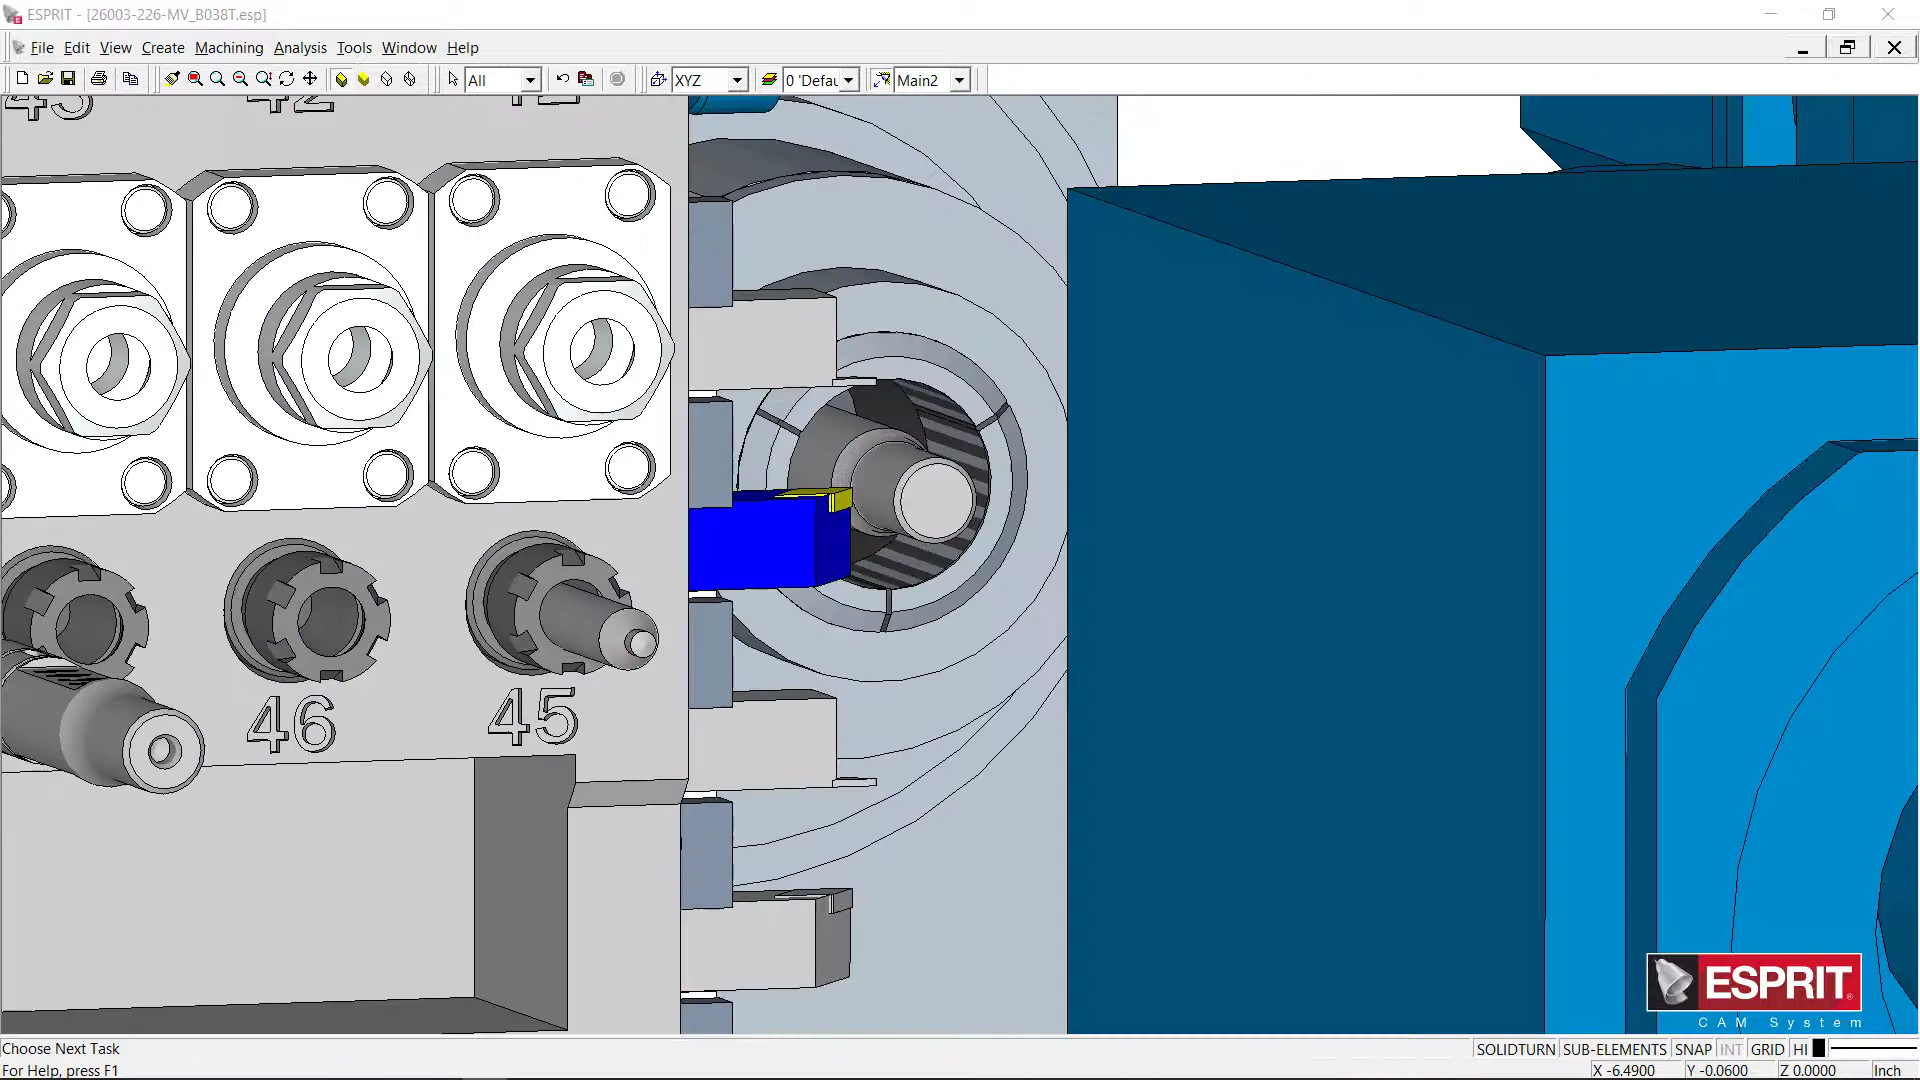 ESPRIT - [26003-226-MV_B038T.esp]
File Edit View Create Machining Analysis Tools Window Help
All XYZ 0 'Defau Main2
46 45
ESPRIT
CAM System
Choose Next Task
SOLIDTURN SUB-ELEMENTS SNAP INT GRID HI
For Help, press F1
X -6.4900 Y -0.0600 Z 0.0000 Inch